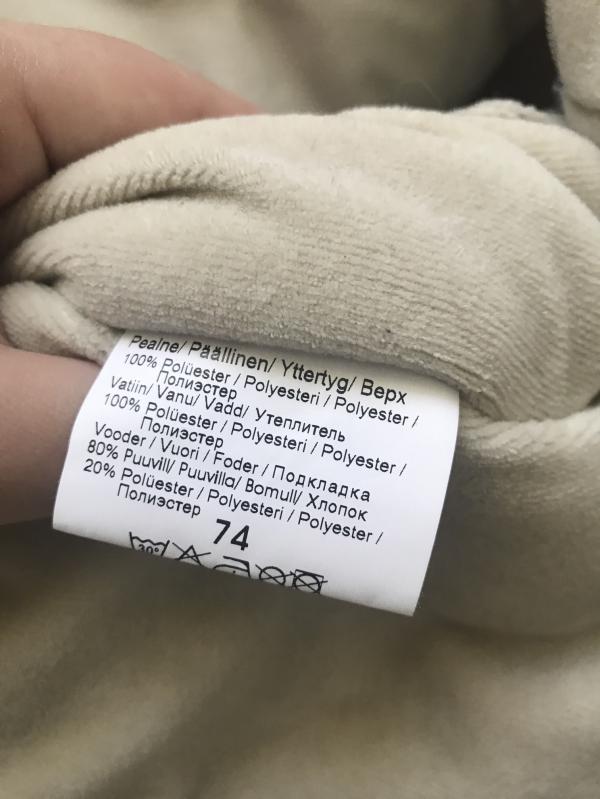 Pealne/ Päällinen/ Yttertyg/ Верх
100% Polüester / Polyesteri / Polyester /
Полиэстер
Vatiin/ Vanu/ Vadd/ Утеплитель
100% Polüester / Polyesteri / Polyester /
Полиэстер
Vooder / Vuori / Foder / Подкладка
80% Puuvill/ Puuvilla/ Bomull/ Хлопок
20% Polüester / Polyesteri / Polyester /
Полиэстер
74
30°